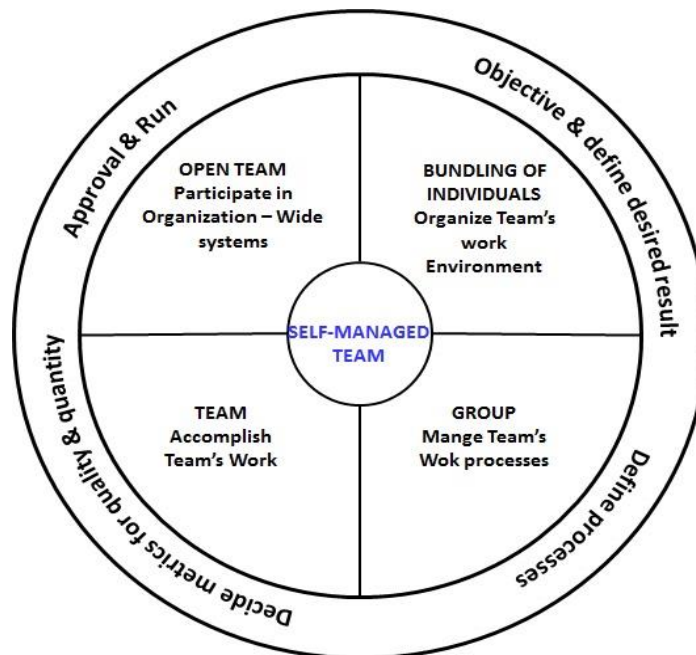 Approval & Run
Objective & define desired result
OPEN TEAM
Participate in
Organization – Wide
systems
BUNDLING OF
INDIVIDUALS
Organize Team's
work
Environment
SELF-MANAGED
TEAM
TEAM
Accomplish
Team's Work
GROUP
Mange Team's
Wok processes
Decide metrics for quality & quantity
Define processes